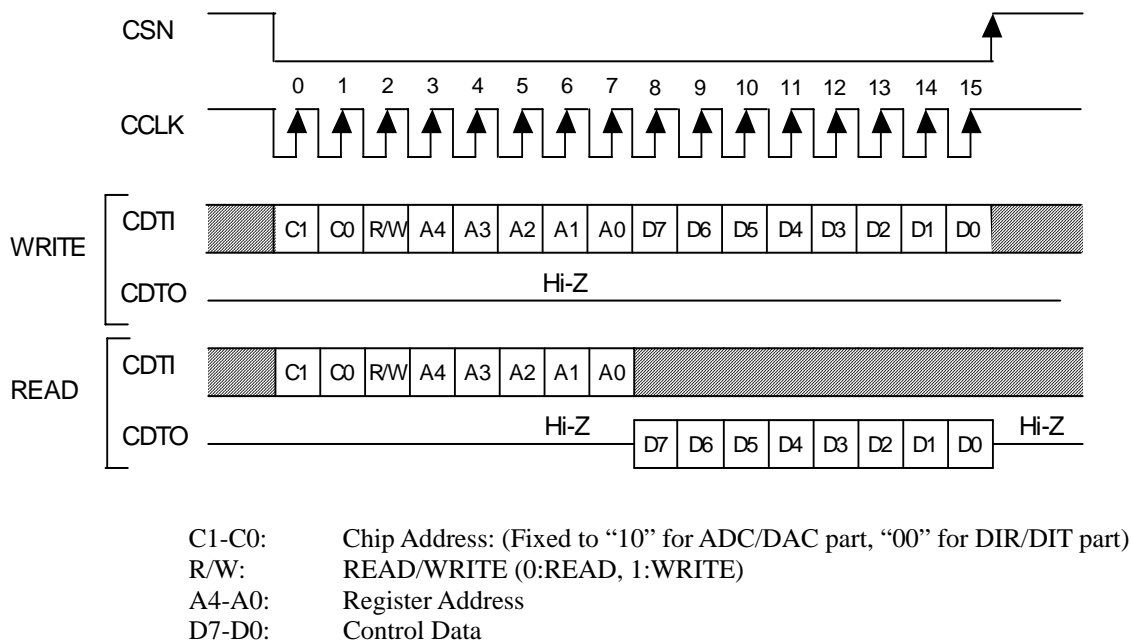 CSN
0 1 2 3 4 5 6 7 8 9 10 11 12 13 14 15
CCLK
WRITE
CDTI
C1 C0 R/W A4 A3 A2 A1 A0 D7 D6 D5 D4 D3 D2 D1 D0
Hi-Z
CDTO
READ
CDTI
C1 C0 R/W A4 A3 A2 A1 A0
CDTO
Hi-Z
D7 D6 D5 D4 D3 D2 D1 D0
Hi-Z
C1-C0: Chip Address: (Fixed to “10” for ADC/DAC part, “00” for DIR/DIT part)
R/W: READ/WRITE (0:READ, 1:WRITE)
A4-A0: Register Address
D7-D0: Control Data